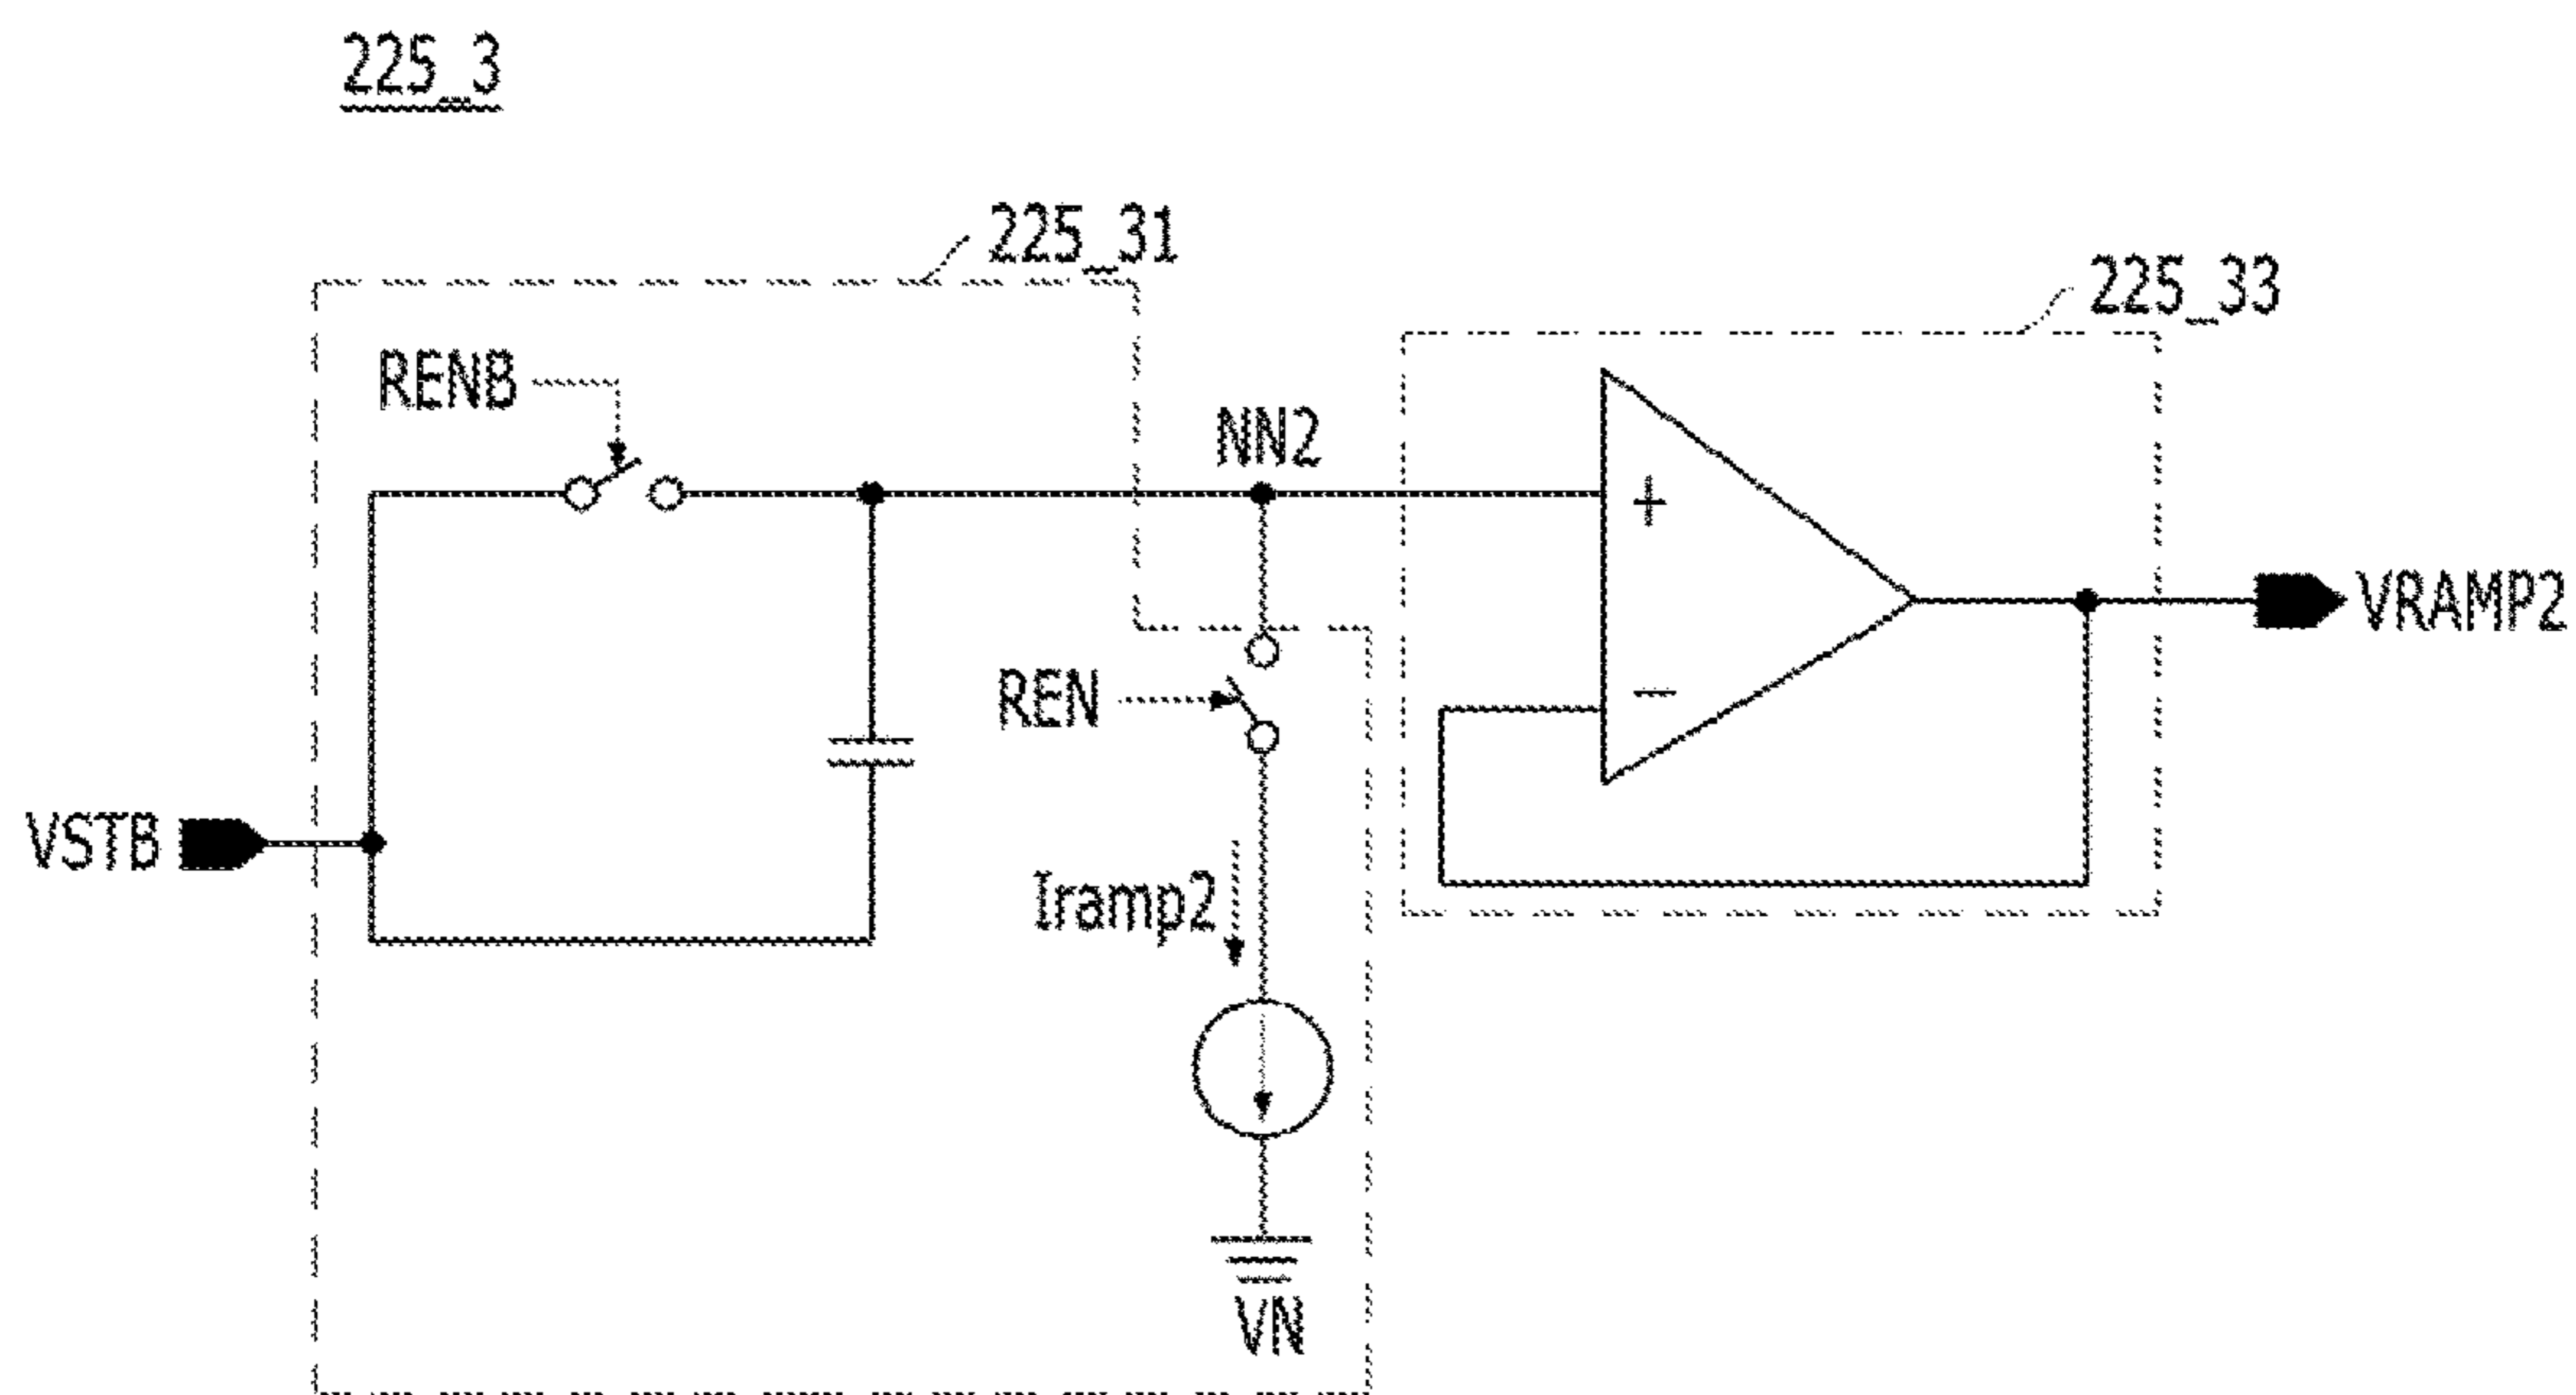 225_3
225_31
225_33
RENB
NN2
+
VRAMP2
REN
−
VSTB
Iramp2
VN